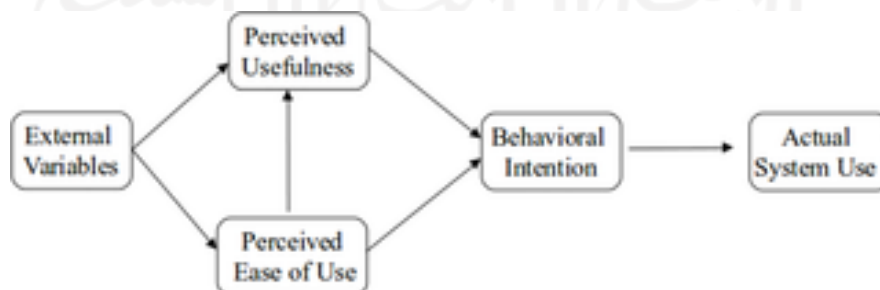 Perceived
Usefulness
External
Variables
Behavioral
Intention
Actual
System Use
Perceived
Ease of Use